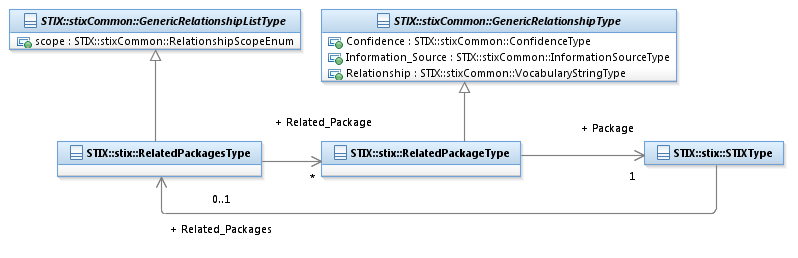 STIX::stixCommon::GenericRelationshipListType
scope : STIX::stixCommon::RelationshipScopeEnum
STIX::stixCommon::GenericRelationshipType
Confidence : STIX::stixCommon::ConfidenceType
Information_Source : STIX::stixCommon::InformationSourceType
Relationship : STIX::stixCommon::VocabularyStringType
+ Related_Package
+ Package
STIX::stix::RelatedPackagesType
STIX::stix::RelatedPackageType
STIX::stix::STIXType
*
1
0..1
+ Related_Packages